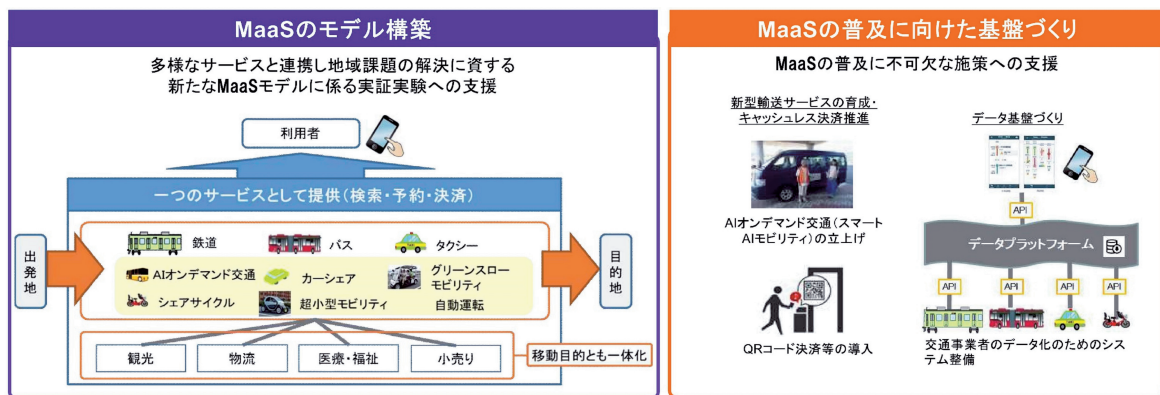 MaaSのモデル構築
多様なサービスと連携し地域課題の解決に資する
新たなMaaSモデルに係る実証実験への支援
利用者
一つのサービスとして提供(検索・予約・決済)
出発地
鉄道
バス
タクシー
AIオンデマンド交通
カーシェア
グリーンスロー
モビリティ
シェアサイクル
超小型モビリティ
自動運転
目的地
観光
物流
医療・福祉
小売り
移動目的とも一体化
MaaSの普及に向けた基盤づくり
MaaSの普及に不可欠な施策への支援
新型輸送サービスの育成・
キャッシュレス決済推進
AIオンデマンド交通(スマート
AIモビリティ)の立上げ
QRコード決済等の導入
データ基盤づくり
API
データプラットフォーム
API
API
API
API
交通事業者のデータ化のためのシス
テム整備